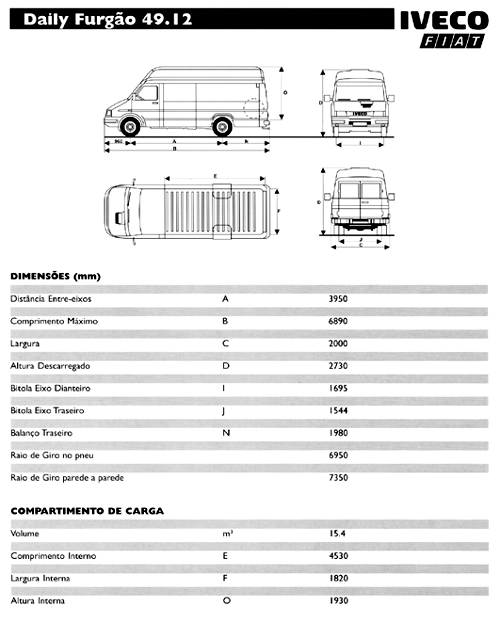 Daily Furgão 49.12
IVECO
FIAT
G
D
IVECO
960 A N
B
I
E
F
D
J
C
DIMENSÕES (mm)
Distância Entre-eixos A 3950
Comprimento Máximo B 6890
Largura C 2000
Altura Descarregado D 2730
Bitola Eixo Dianteiro I 1695
Bitola Eixo Traseiro J 1544
Balanço Traseiro N 1980
Raio de Giro no pneu 6950
Raio de Giro parede a parede 7350
COMPARTIMENTO DE CARGA
Volume m³ 15.4
Comprimento Interno E 4530
Largura Interna F 1820
Altura Interna O 1930